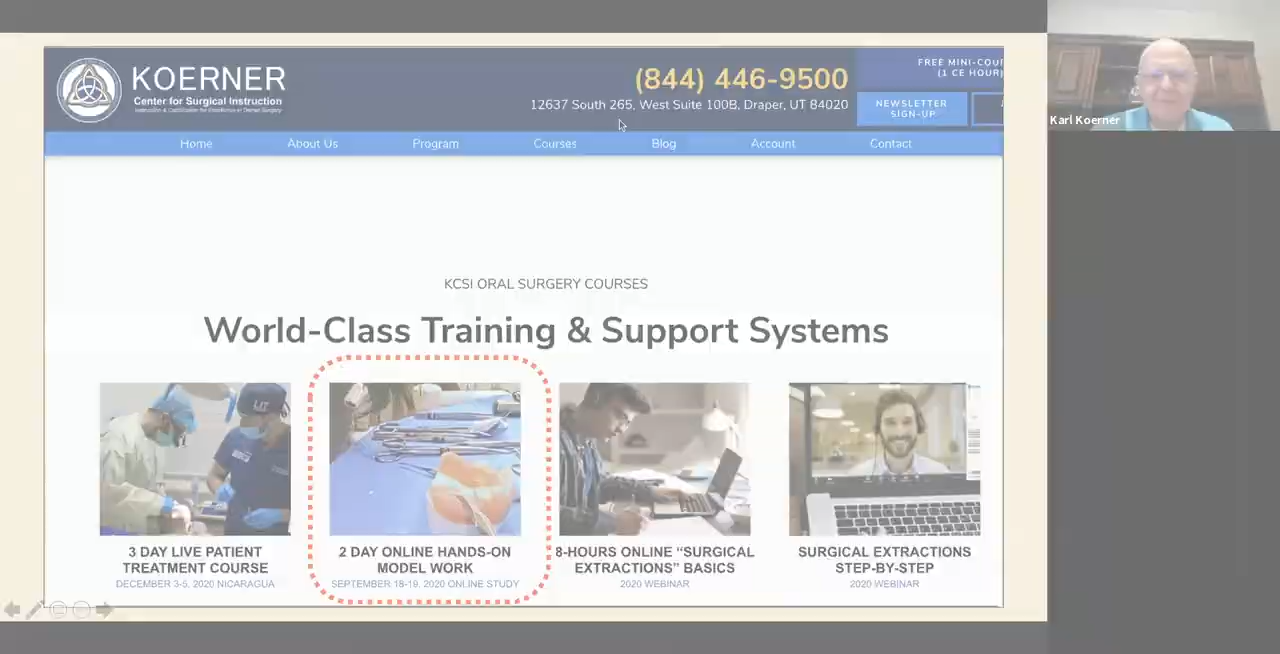 KOERNER
Center for Surgical Instruction
(844) 446-9500
12637 South 265, West Suite 100B, Draper, UT 84020
FREE MINI-COUR
(1 CE HOUR)
NEWSLETTER
SIGN-UP
Home
About Us
Program
Courses
Blog
Account
Contact
Karl Koerner
KCSI ORAL SURGERY COURSES
World-Class Training & Support Systems
3 DAY LIVE PATIENT
TREATMENT COURSE
DECEMBER 3-5, 2020 NICARAGUA
2 DAY ONLINE HANDS-ON
MODEL WORK
SEPTEMBER 18-19, 2020 ONLINE STUDY
8-HOURS ONLINE “SURGICAL
EXTRACTIONS” BASICS
2020 WEBINAR
SURGICAL EXTRACTIONS
STEP-BY-STEP
2020 WEBINAR